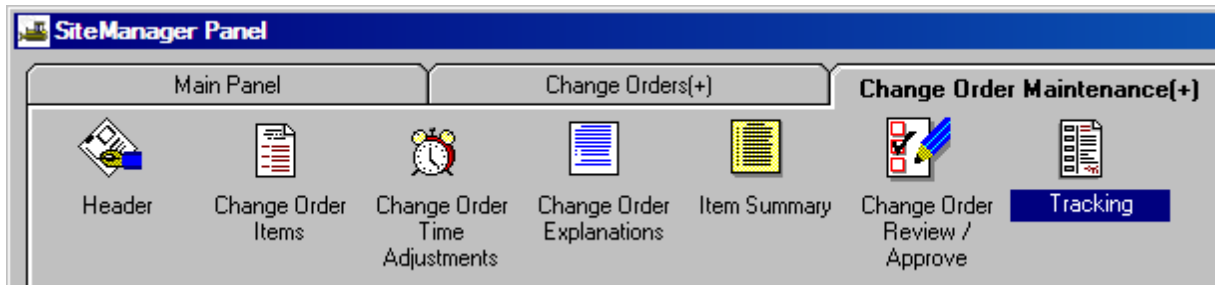 SiteManager Panel
Main Panel
Change Orders(+)
Change Order Maintenance(+)
Header
Change Order
Items
Change Order
Time
Adjustments
Change Order
Explanations
Item Summary
Change Order
Review /
Approve
Tracking